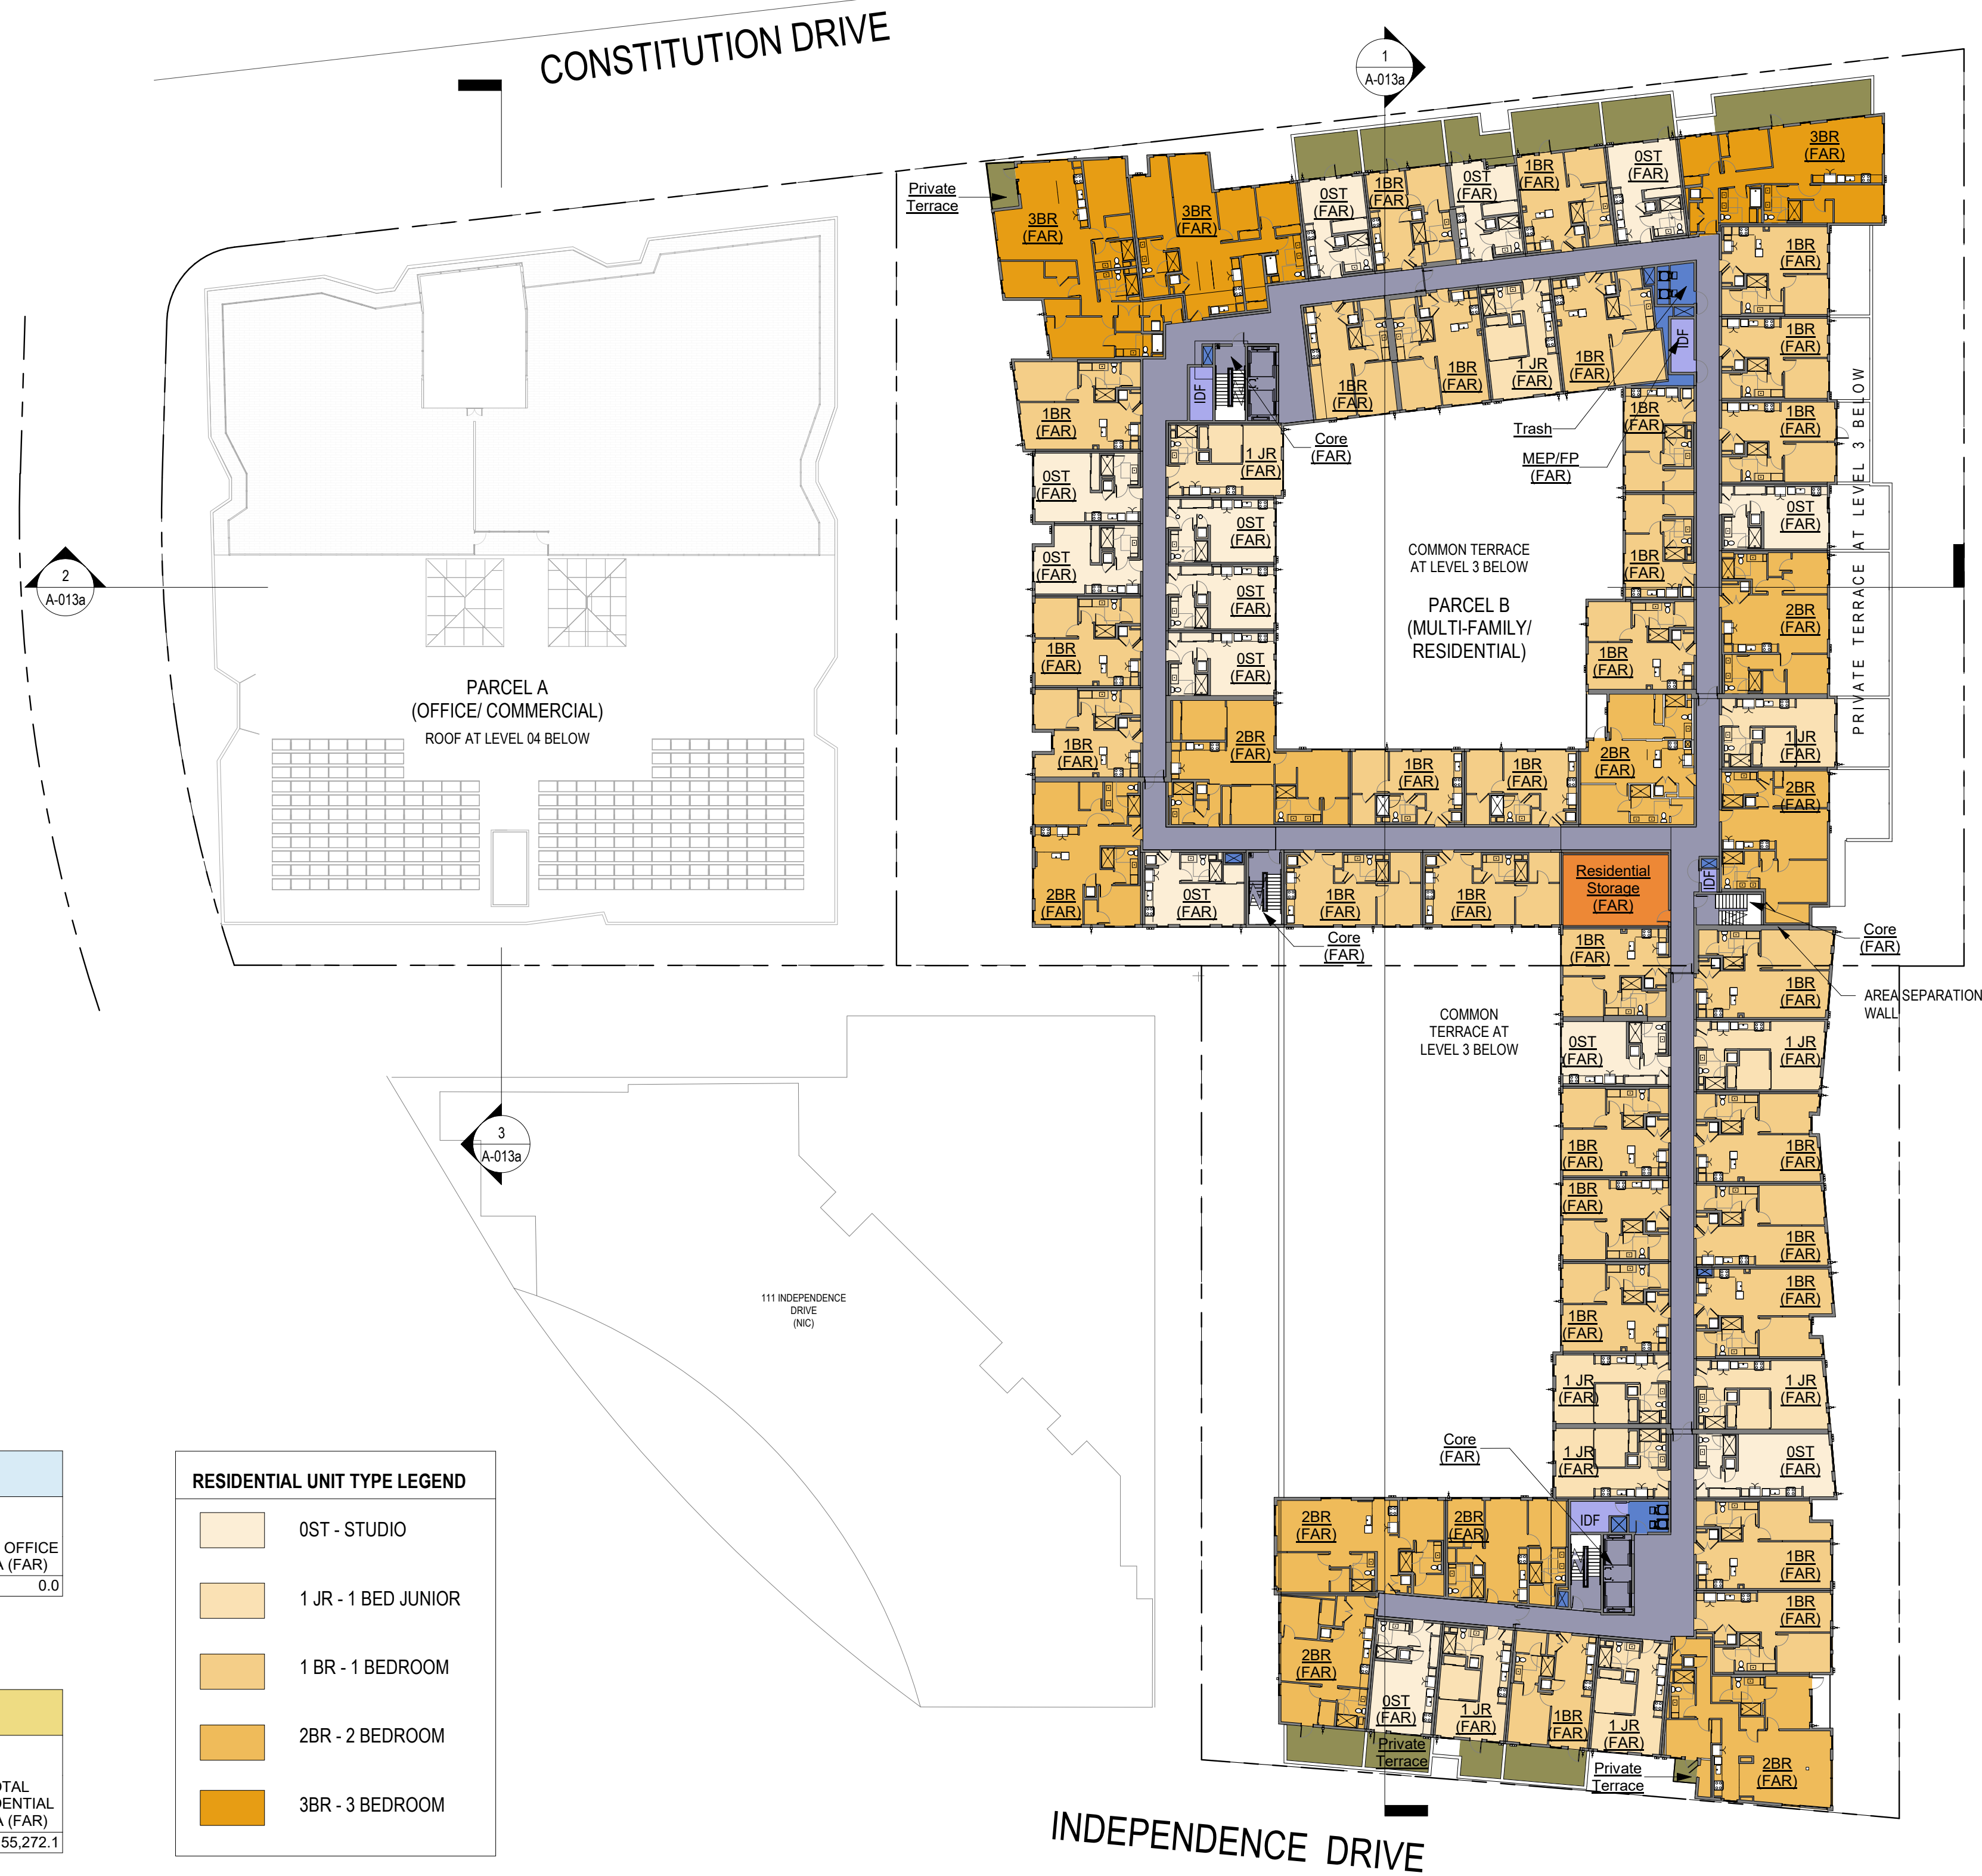 CONSTITUTION DRIVE
1
A-013a
Private
Terrace
3BR
(FAR)
3BR
(FAR)
0ST
(FAR)
1BR
(FAR)
0ST
(FAR)
1BR
(FAR)
0ST
(FAR)
3BR
(FAR)
1BR
(FAR)
1BR
(FAR)
1BR
(FAR)
0ST
(FAR)
2BR
(FAR)
1 JR
(FAR)
2BR
(FAR)
PRIVATE TERRACE AT LEVEL 3 BELOW
1BR
(FAR)
1BR
(FAR)
1 JR
(FAR)
1BR
(FAR)
IDF
IDF
Trash
MEP/FP
(FAR)
Core
(FAR)
1BR
(FAR)
1BR
(FAR)
1BR
(FAR)
2BR
(FAR)
1BR
(FAR)
0ST
(FAR)
0ST
(FAR)
1BR
(FAR)
1BR
(FAR)
2BR
(FAR)
1 JR
(FAR)
0ST
(FAR)
0ST
(FAR)
0ST
(FAR)
2BR
(FAR)
1BR
(FAR)
1BR
(FAR)
COMMON TERRACE
AT LEVEL 3 BELOW
PARCEL B
(MULTI-FAMILY/
RESIDENTIAL)
2
A-013a
PARCEL A
(OFFICE/ COMMERCIAL)
ROOF AT LEVEL 04 BELOW
0ST
(FAR)
1BR
(FAR)
1BR
(FAR)
Residential
Storage
(FAR)
IDF
Core
(FAR)
Core
(FAR)
AREA SEPARATION
WALL
COMMON
TERRACE AT
LEVEL 3 BELOW
1BR
(FAR)
0ST
(FAR)
1BR
(FAR)
1BR
(FAR)
1BR
(FAR)
1 JR
(FAR)
1 JR
(FAR)
1BR
(FAR)
1 JR
(FAR)
1BR
(FAR)
1BR
(FAR)
1BR
(FAR)
1 JR
(FAR)
0ST
(FAR)
1BR
(FAR)
1BR
(FAR)
3
A-013a
111 INDEPENDENCE
DRIVE
(NIC)
Core
(FAR)
IDF
2BR
(FAR)
2BR
(FAR)
2BR
(FAR)
0ST
(FAR)
1 JR
(FAR)
1BR
(FAR)
1 JR
(FAR)
2BR
(FAR)
Private
Terrace
Private
Terrace
INDEPENDENCE DRIVE
OFFICE
(FAR)
0.0
(FAR)
55,272.1
RESIDENTIAL UNIT TYPE LEGEND
0ST - STUDIO
1 JR - 1 BED JUNIOR
1 BR - 1 BEDROOM
2BR - 2 BEDROOM
3BR - 3 BEDROOM